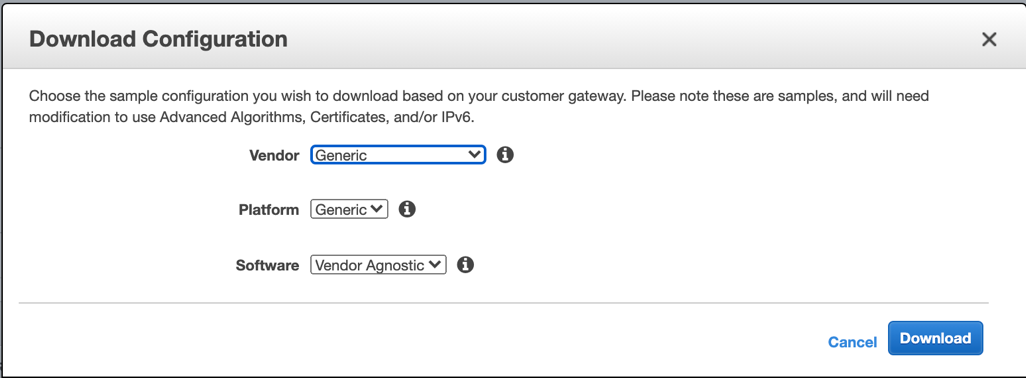 Download Configuration
Choose the sample configuration you wish to download based on your customer gateway. Please note these are samples, and will need
modification to use Advanced Algorithms, Certificates, and/or IPv6.
Vendor Generic
Platform Generic
Software Vendor Agnostic
Cancel Download